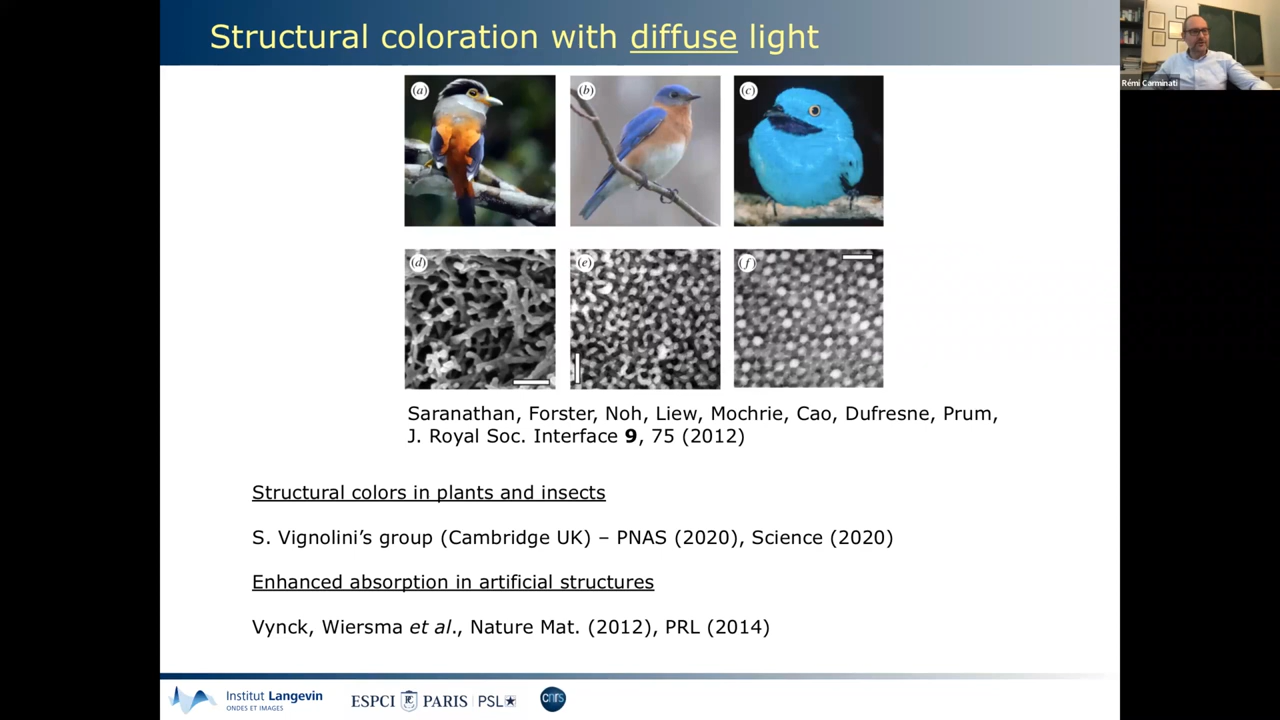 Structural coloration with diffuse light
(a)
(b)
(c)
(d)
(e)
(f)
Saranathan, Forster, Noh, Liew, Mochrie, Cao, Dufresne, Prum,
J. Royal Soc. Interface 9, 75 (2012)
Structural colors in plants and insects
S. Vignolini's group (Cambridge UK) – PNAS (2020), Science (2020)
Enhanced absorption in artificial structures
Vynck, Wiersma et al., Nature Mat. (2012), PRL (2014)
Institut Langevin
ONDES ET IMAGES
ESPCI PARIS PSL
cnrs
Rémi Carminati